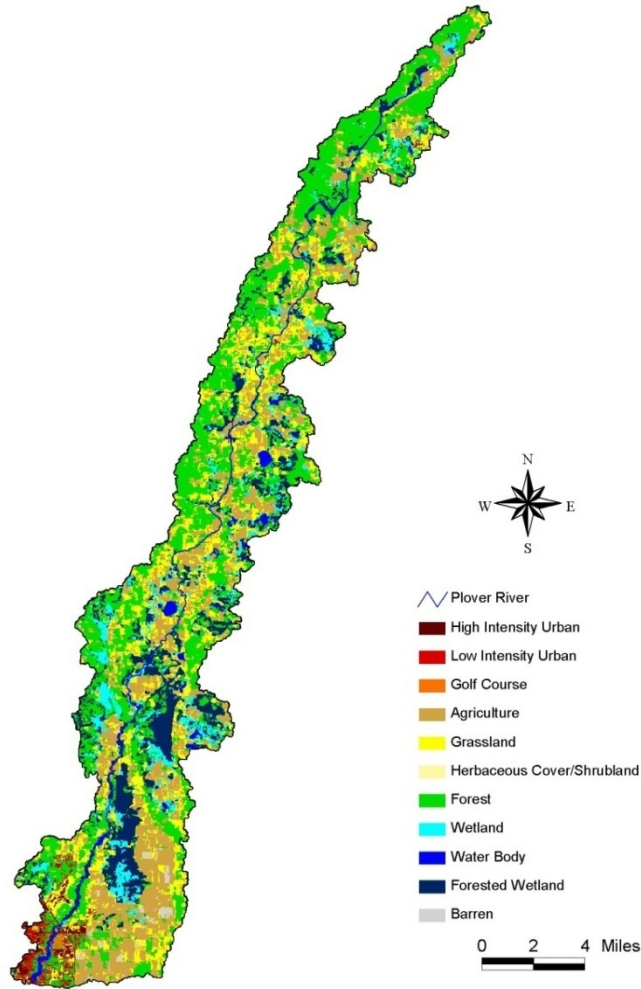 N
W E
S
Plover River
High Intensity Urban
Low Intensity Urban
Golf Course
Agriculture
Grassland
Herbaceous Cover/Shrubland
Forest
Wetland
Water Body
Forested Wetland
Barren
0 2 4 Miles